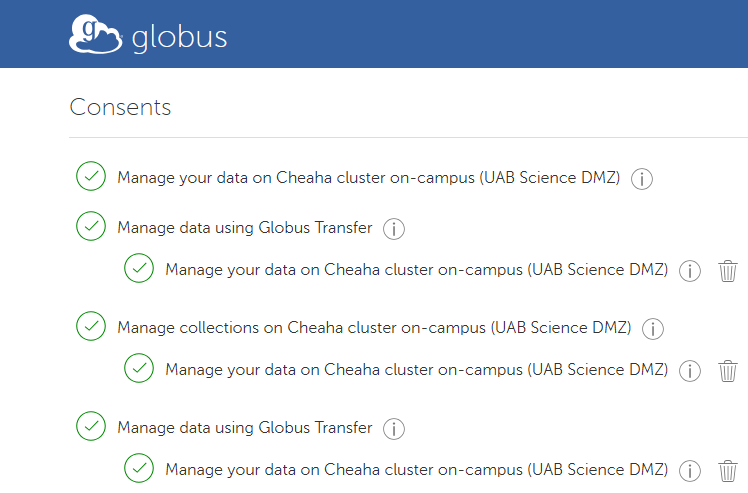 globus
Consents
Manage your data on Cheaha cluster on-campus (UAB Science DMZ)
Manage data using Globus Transfer
Manage your data on Cheaha cluster on-campus (UAB Science DMZ)
Manage collections on Cheaha cluster on-campus (UAB Science DMZ)
Manage your data on Cheaha cluster on-campus (UAB Science DMZ)
Manage data using Globus Transfer
Manage your data on Cheaha cluster on-campus (UAB Science DMZ)